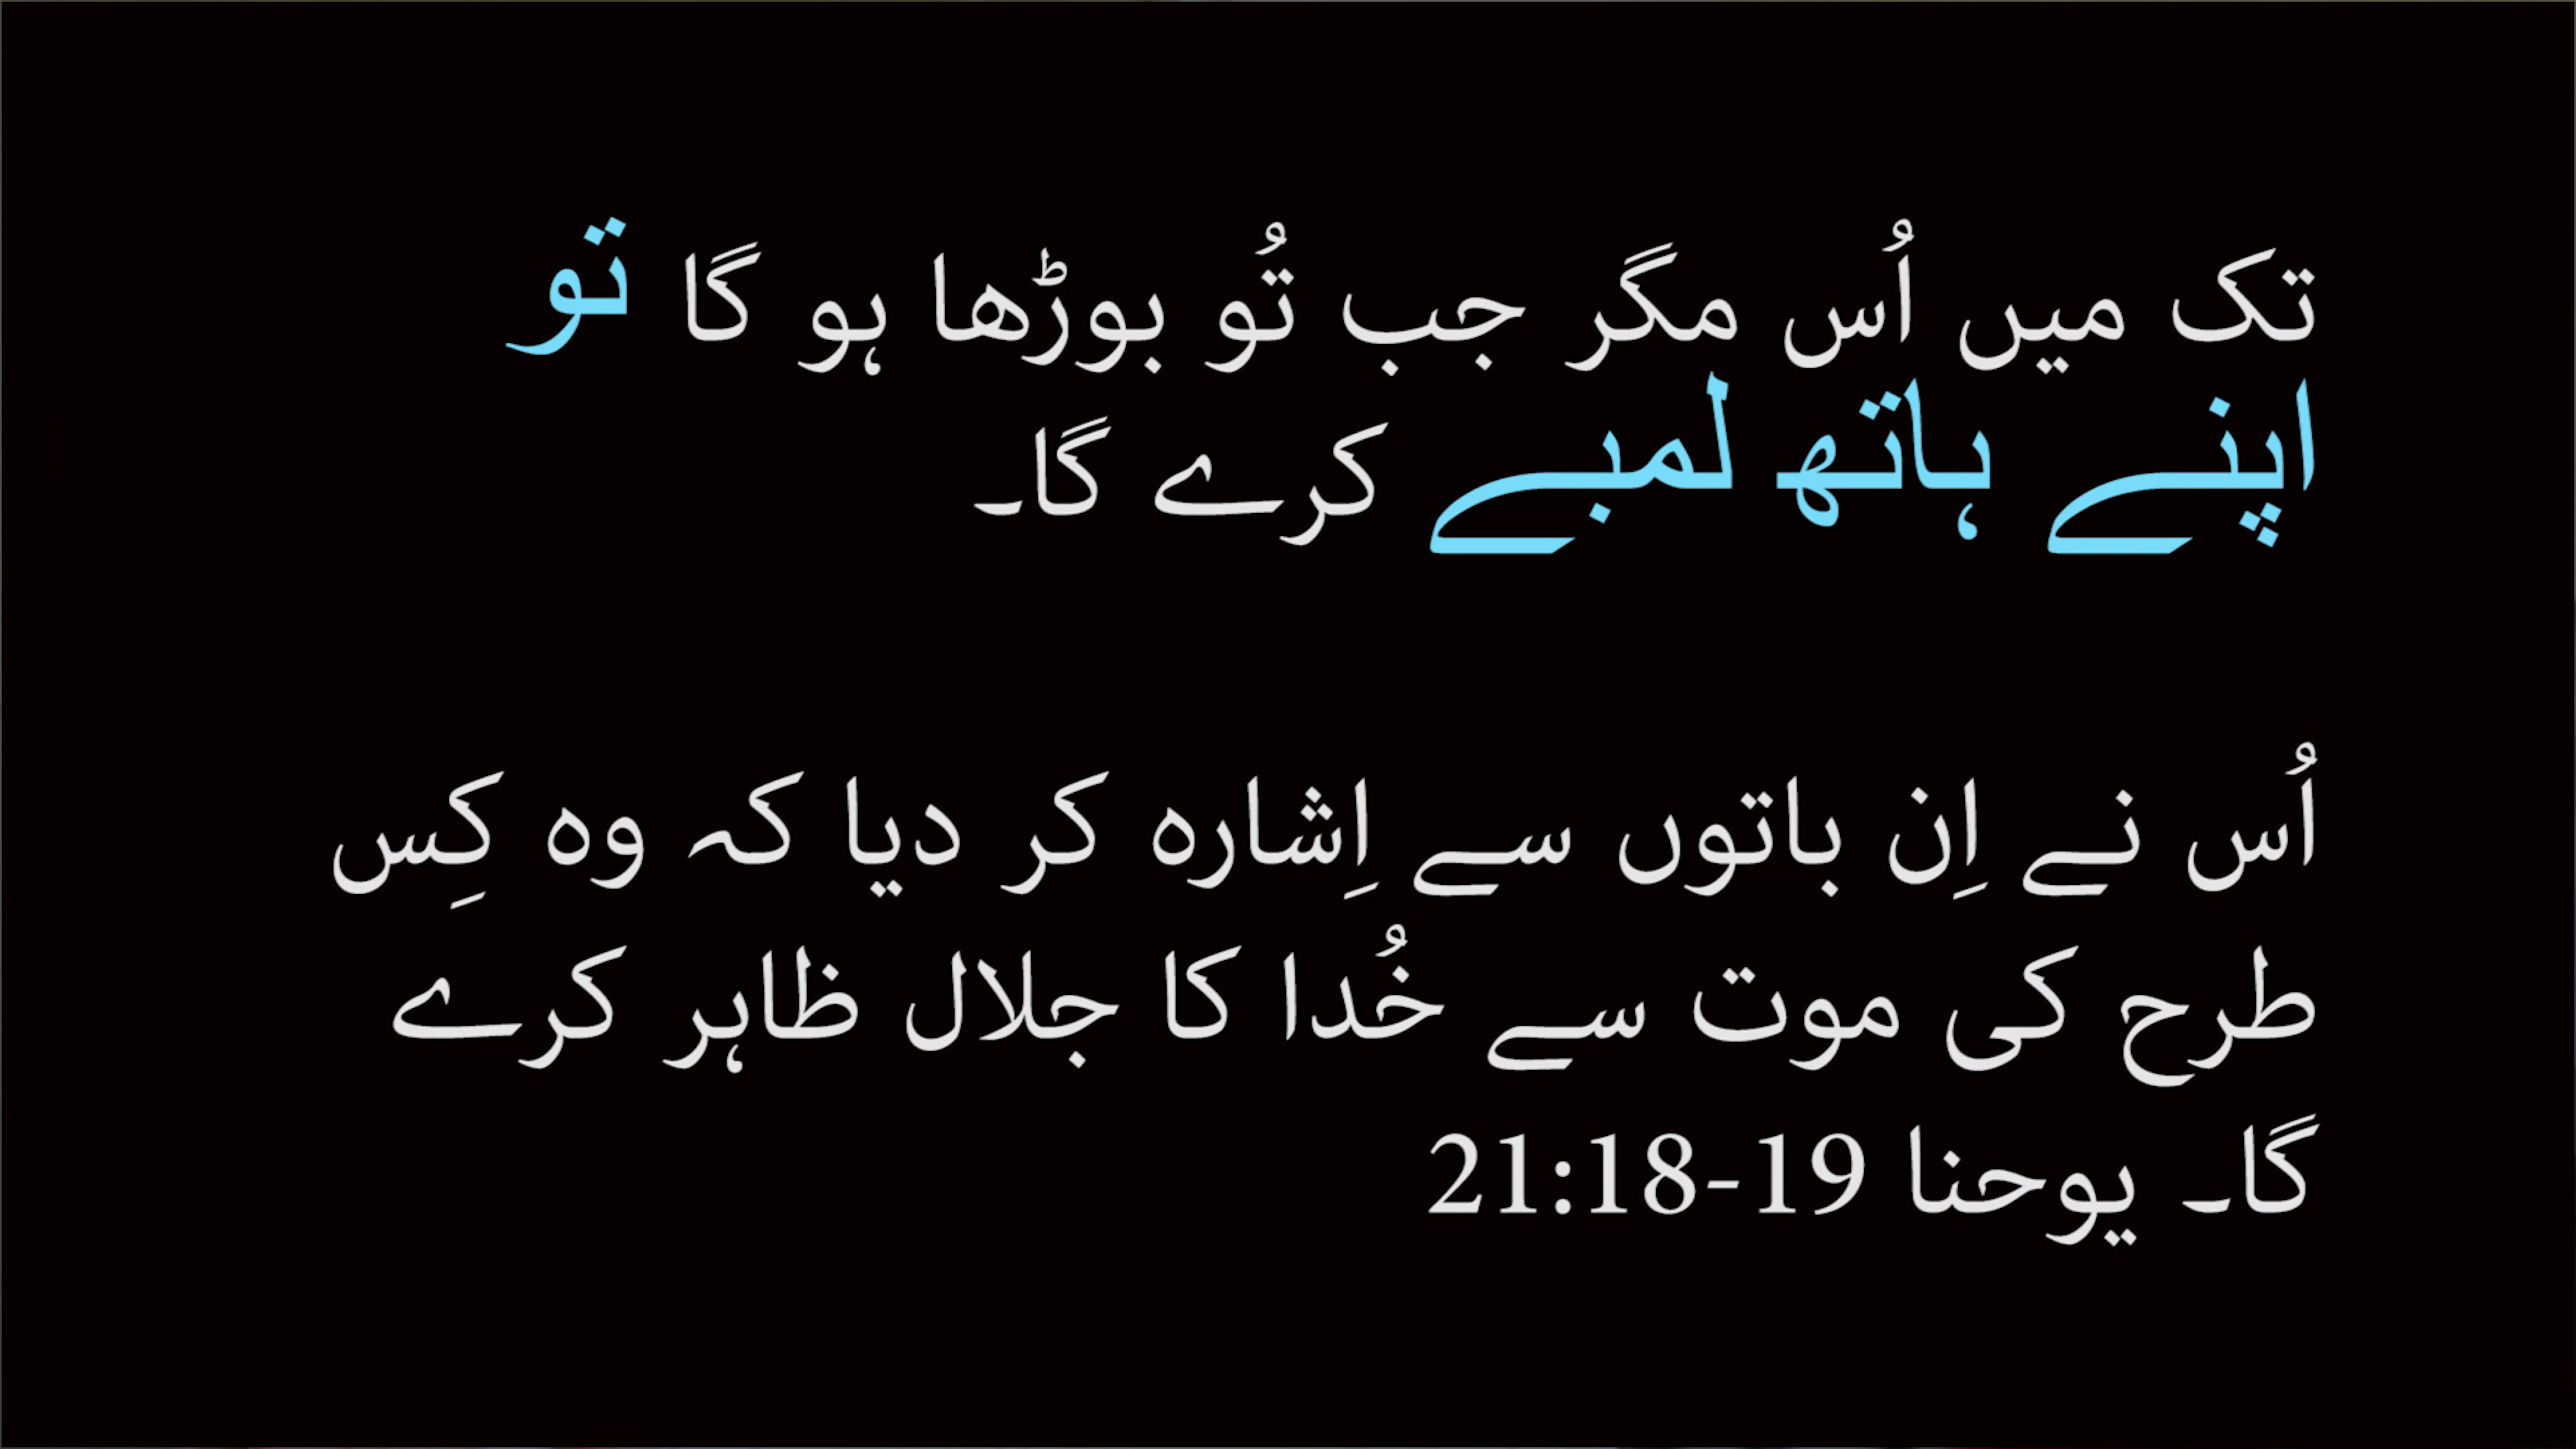 تک میں اُس مگر جب تُو بوڑھا ہو گا تو
اپنے ہاتھ لمبے کرے گا۔
اُس نے اِن باتوں سے اِشارہ کر دیا کہ وہ کِس
طرح کی موت سے خُدا کا جلال ظاہر کرے
گا۔ یوحنا 19-21:18